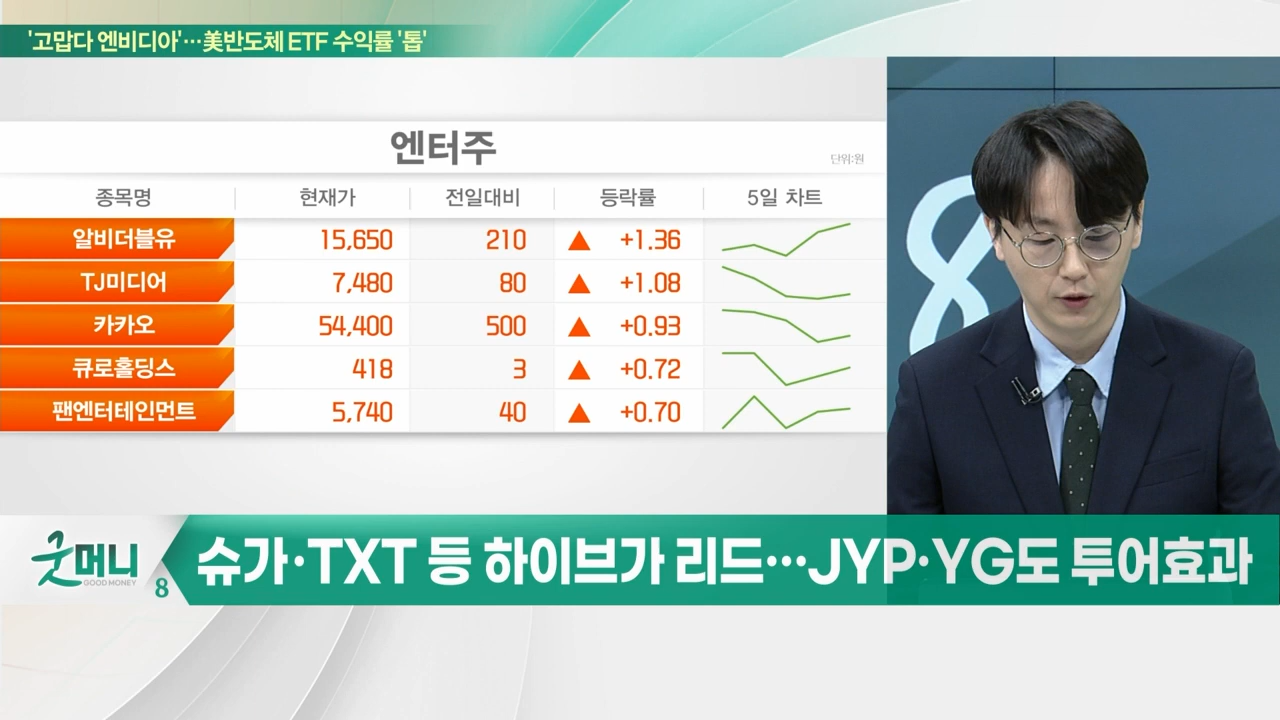 '고맙다 엔비디아'…美반도체 ETF 수익률 '톱'
엔터주
단위:원
종목명 현재가 전일대비 등락률 5일 차트
알비더블유 15,650 210 ▲ +1.36
TJ미디어 7,480 80 ▲ +1.08
카카오 54,400 500 ▲ +0.93
큐로홀딩스 418 3 ▲ +0.72
팬엔터테인먼트 5,740 40 ▲ +0.70
8
굿머니
GOOD MONEY
8
슈가·TXT 등 하이브가 리드…JYP·YG도 투어효과